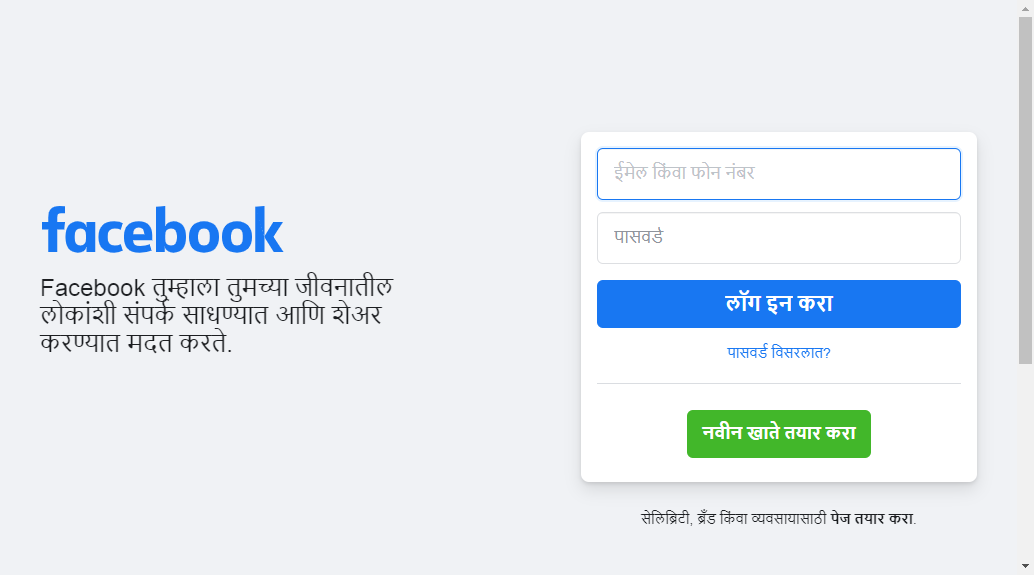 facebook
Facebook तुम्हाला तुमच्या जीवनातील
लोकांशी संपर्क साधण्यात आणि शेअर
करण्यात मदत करते.
ईमेल किंवा फोन नंबर
पासवर्ड
लॉग इन करा
पासवर्ड विसरलात?
नवीन खाते तयार करा
सेलिब्रिटी, ब्रँड किंवा व्यवसायासाठी पेज तयार करा.